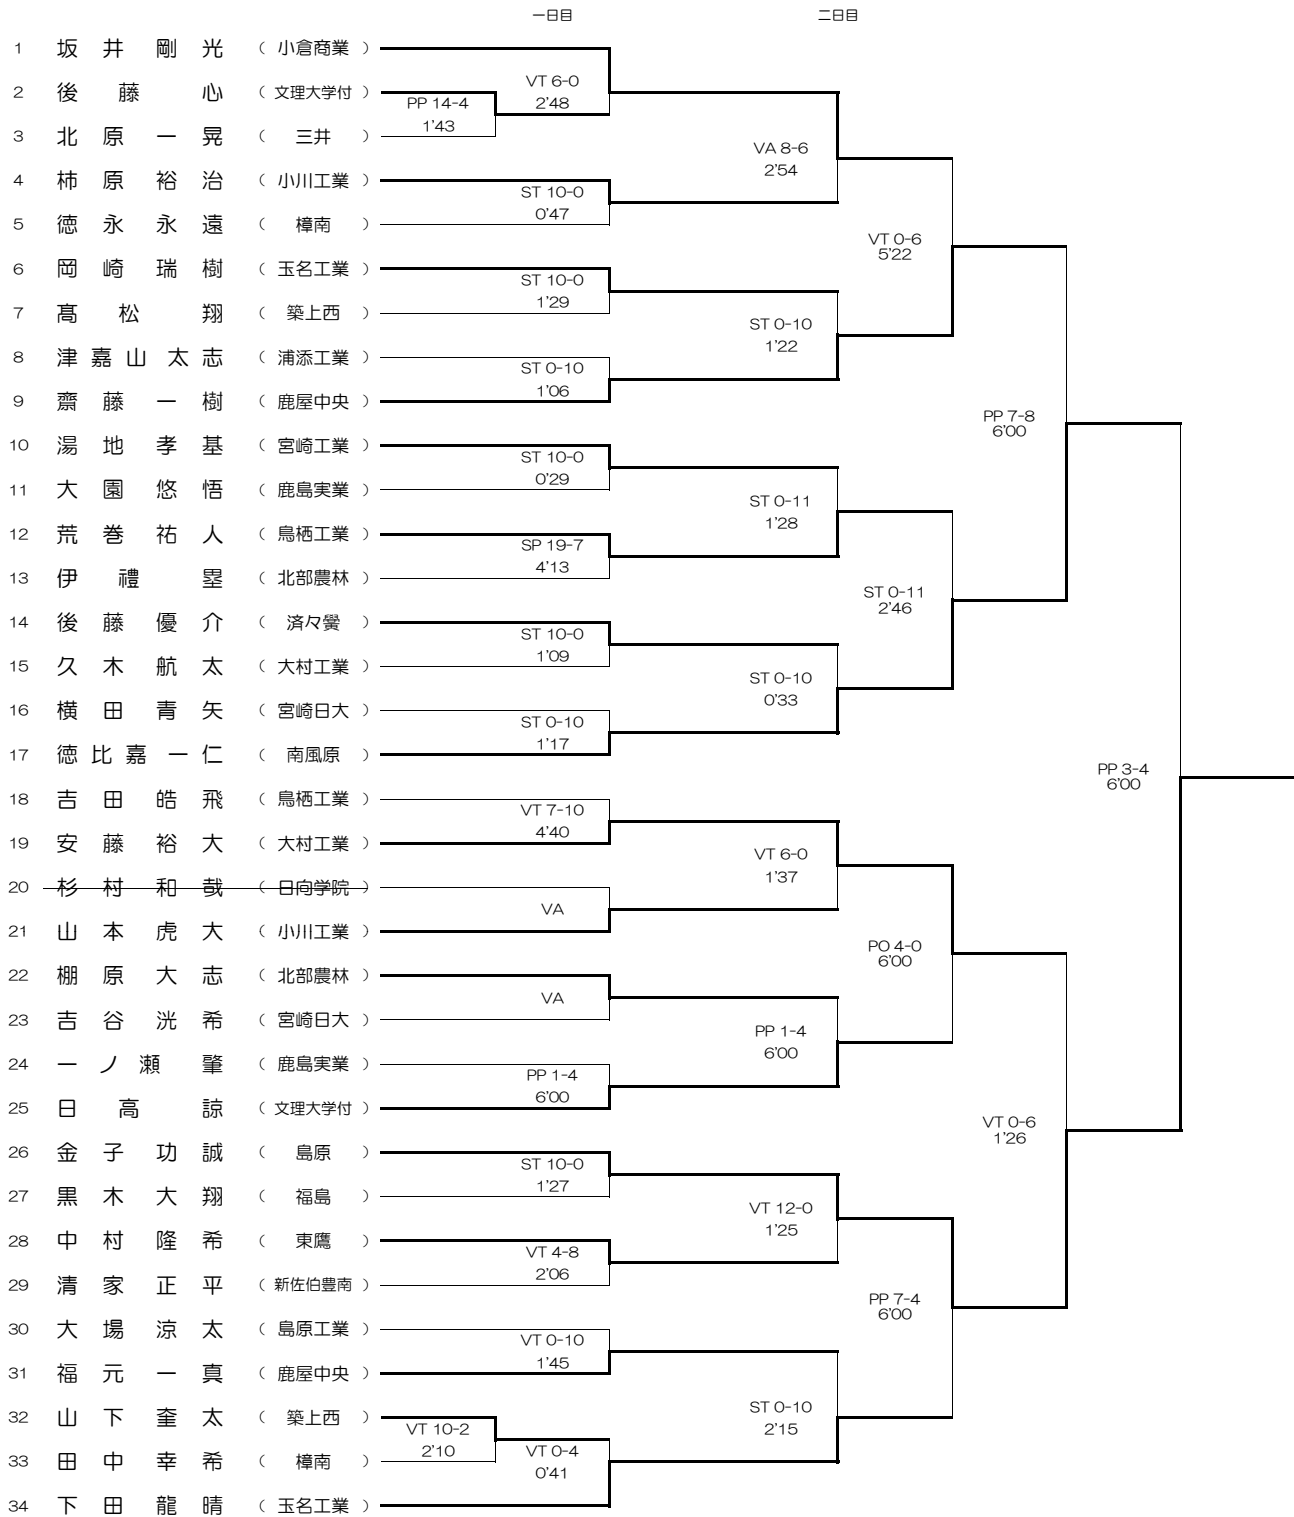 一日目 二日目
1 坂井 剛光 （小倉商業）
VT 6-0
2 後藤 心 （文理大学付）
PP 14-4 2'48
1'43
3 北原 一晃 （三井）
VA 8-6
2'54
4 柿原 裕治 （小川工業）
ST 10-0
0'47
5 徳永 永遠 （樟南）
VT 0-6
5'22
6 岡崎 瑞樹 （玉名工業）
ST 10-0
1'29
7 髙松 翔 （築上西）
ST 0-10
1'22
8 津嘉山 太志 （浦添工業）
ST 0-10
1'06
9 齋藤 一樹 （鹿屋中央）
PP 7-8
6'00
10 湯地 孝基 （宮崎工業）
ST 10-0
0'29
11 大園 悠悟 （鹿島実業）
ST 0-11
1'28
12 荒巻 祐人 （鳥栖工業）
SP 19-7
4'13
13 伊禮 塁 （北部農林）
ST 0-11
2'46
14 後藤 優介 （済々黌）
ST 10-0
1'09
15 久木 航太 （大村工業）
ST 0-10
0'33
16 横田 青矢 （宮崎日大）
ST 0-10
1'17
17 徳比嘉 一仁 （南風原）
PP 3-4
6'00
18 吉田 皓飛 （鳥栖工業）
VT 7-10
4'40
19 安藤 裕大 （大村工業）
VT 6-0
1'37
20 杉村 和哉 （日向学院）
VA
21 山本 虎大 （小川工業）
PO 4-0
6'00
22 棚原 大志 （北部農林）
VA
23 吉谷 洸希 （宮崎日大）
PP 1-4
6'00
24 一ノ瀬 肇 （鹿島実業）
PP 1-4
6'00
25 日高 諒 （文理大学付）
VT 0-6
1'26
26 金子 功誠 （島原）
ST 10-0
1'27
27 黒木 大翔 （福島）
VT 12-0
1'25
28 中村 隆希 （東鷹）
VT 4-8
2'06
29 清家 正平 （新佐伯豊南）
PP 7-4
6'00
30 大場 涼太 （島原工業）
VT 0-10
1'45
31 福元 一真 （鹿屋中央）
ST 0-10
2'15
32 山下 奎太 （築上西）
VT 10-2
2'10
33 田中 幸希 （樟南）
VT 0-4
0'41
34 下田 龍晴 （玉名工業）